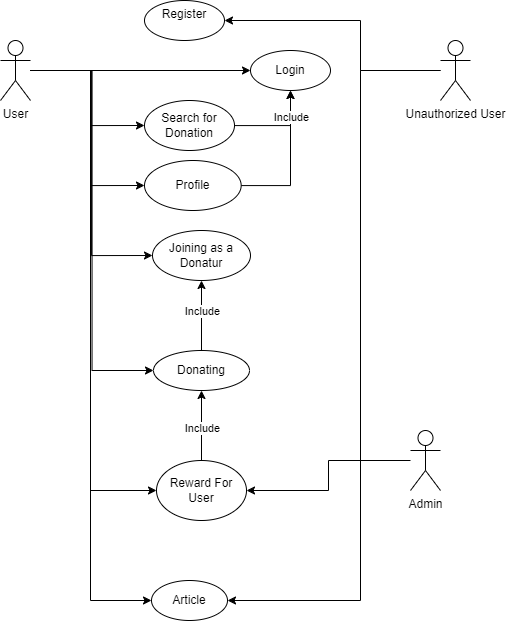 Register
Login
User
Unauthorized User
Search for
Donation
Include
Profile
Joining as a
Donatur
Include
Donating
Include
Reward For
User
Admin
Article